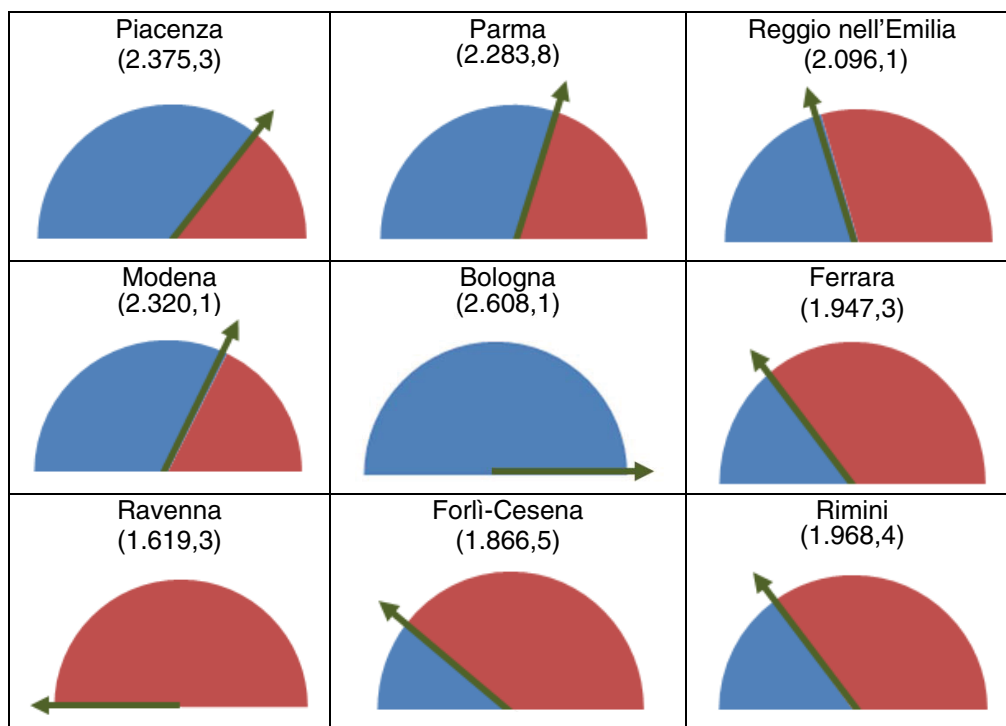 Piacenza
(2.375,3)
Parma
(2.283,8)
Reggio nell'Emilia
(2.096,1)
Modena
(2.320,1)
Bologna
(2.608,1)
Ferrara
(1.947,3)
Ravenna
(1.619,3)
Forlì-Cesena
(1.866,5)
Rimini
(1.968,4)